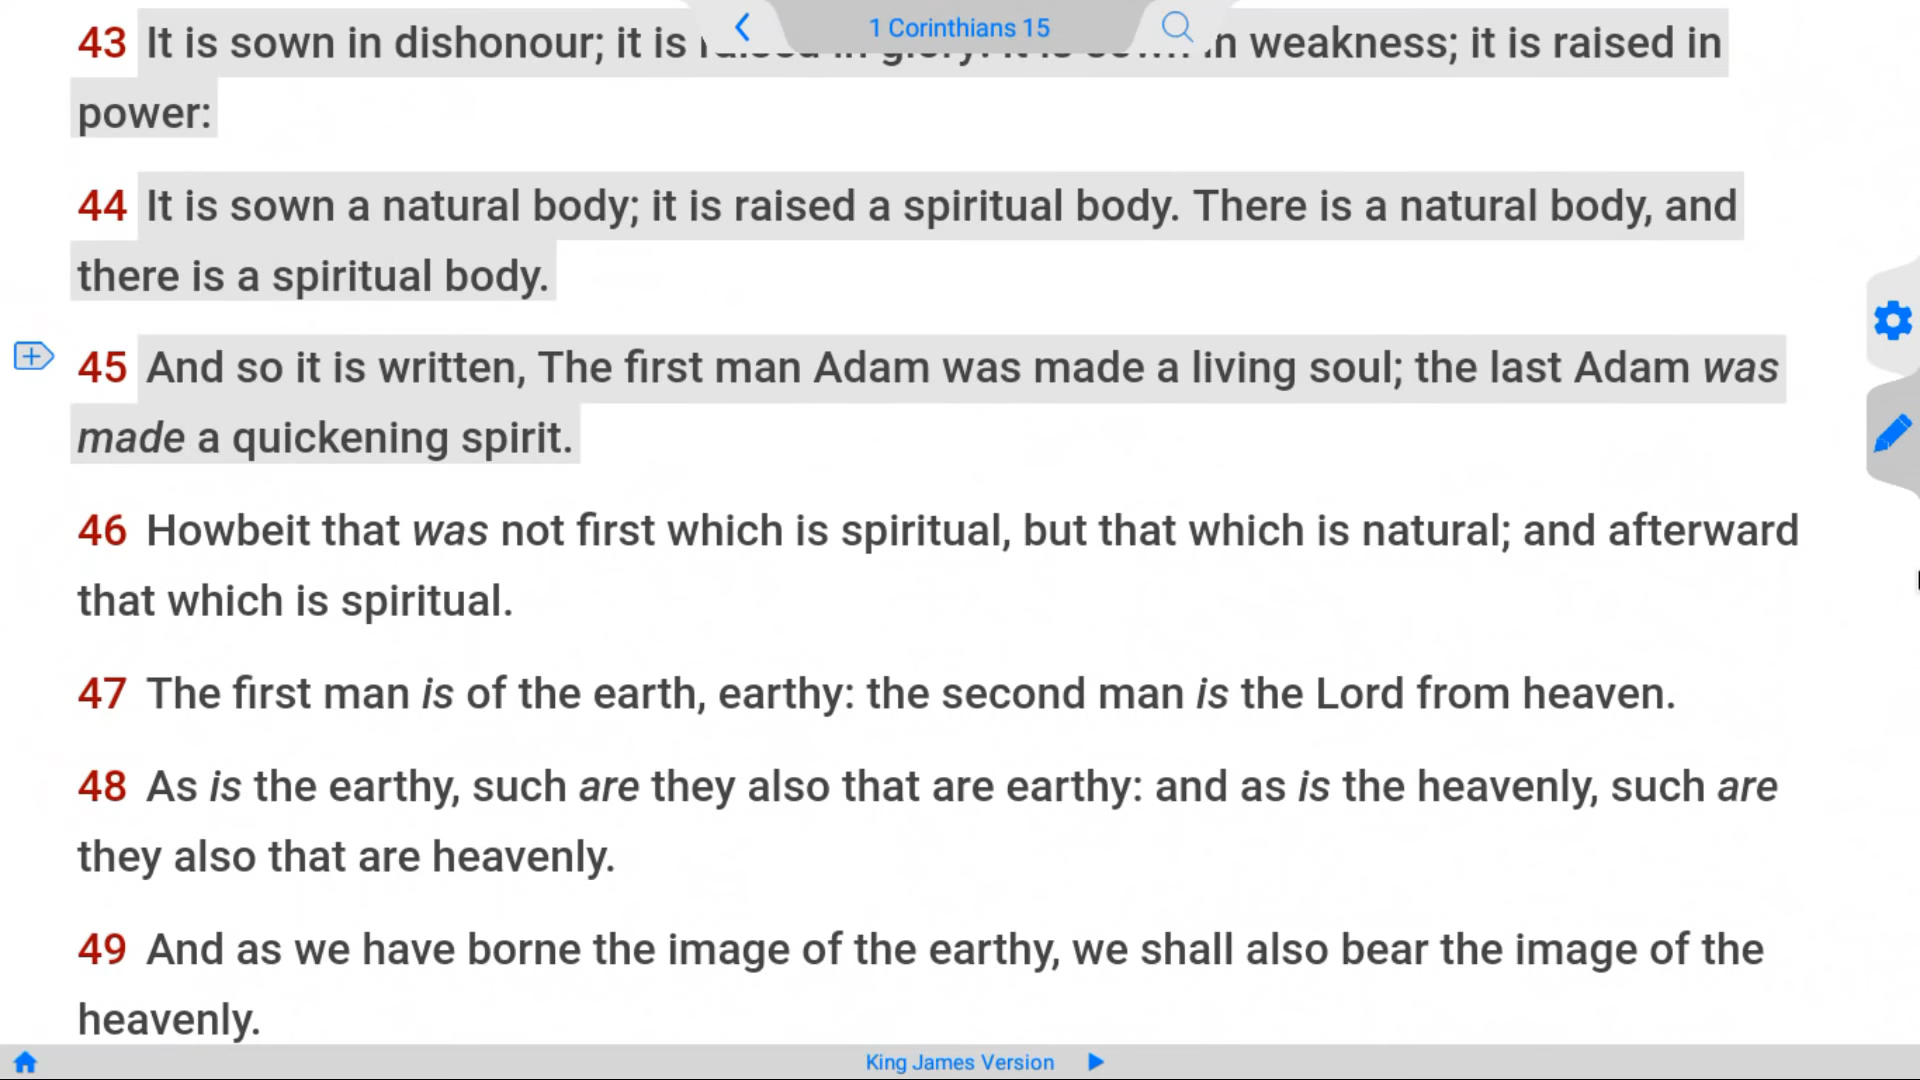 1 Corinthians 15
43 It is sown in dishonour; it is raised in glory: it is sown in weakness; it is raised in
power:
44 It is sown a natural body; it is raised a spiritual body. There is a natural body, and
there is a spiritual body.
45 And so it is written, The first man Adam was made a living soul; the last Adam was
made a quickening spirit.
46 Howbeit that was not first which is spiritual, but that which is natural; and afterward
that which is spiritual.
47 The first man is of the earth, earthy: the second man is the Lord from heaven.
48 As is the earthy, such are they also that are earthy: and as is the heavenly, such are
they also that are heavenly.
49 And as we have borne the image of the earthy, we shall also bear the image of the
heavenly.
King James Version